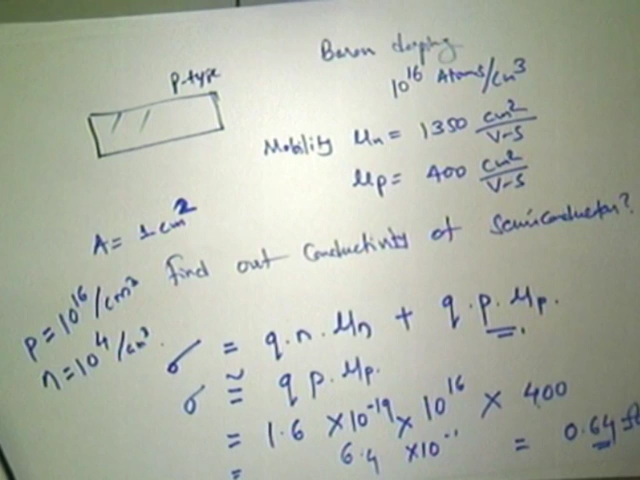 P-type
Boron doping
10^16 Atoms/cm^3
Mobility μn = 1350 cm^2/V-S
μp = 400 cm^2/V-S
A = 1 cm^2
Find out conductivity of semiconductor?
P = 10^16/cm^3
n = 10^4/cm^3
σ = q.n.μn + q.p.μp.
σ ≅ q p.μp.
= 1.6 × 10^-19 × 10^16 × 400
= 6.4 × 10^-1 = 0.64